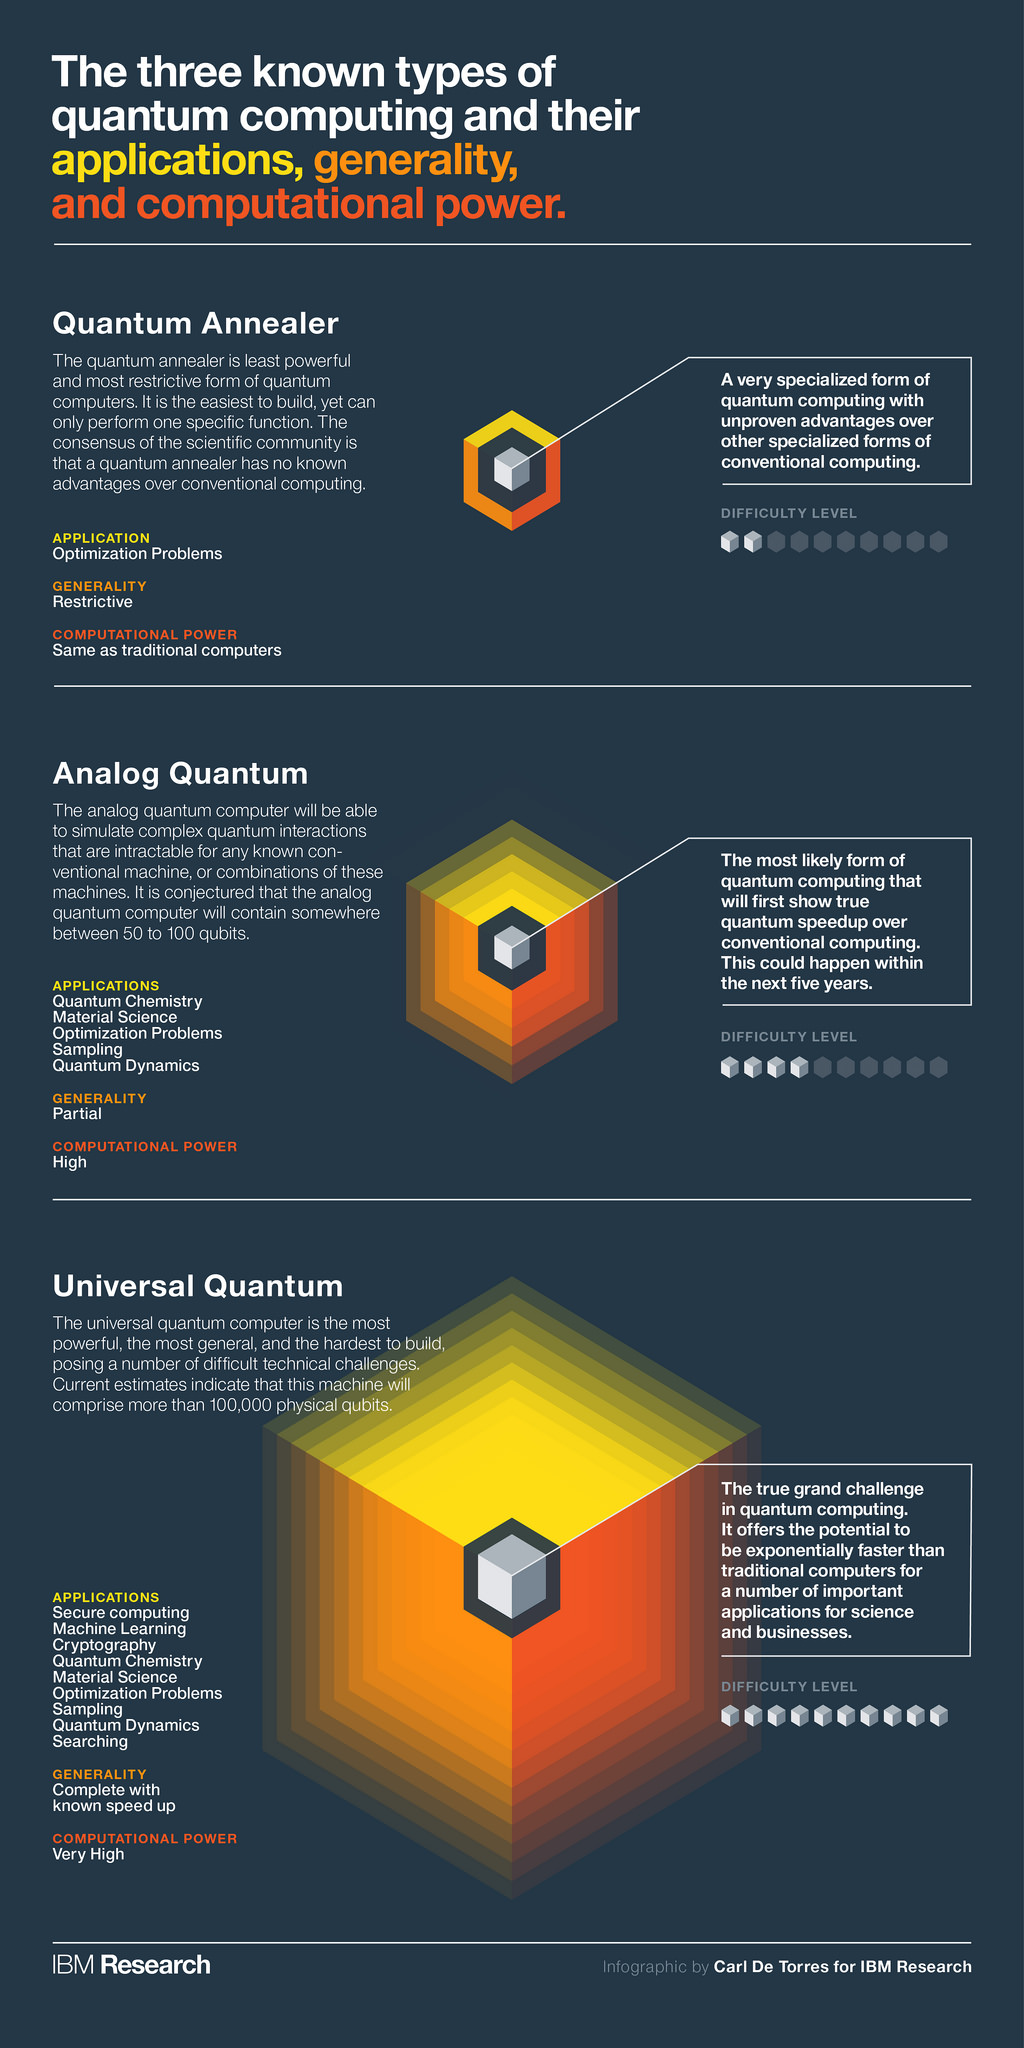 The three known types of
quantum computing and their
applications, generality,
and computational power.
Quantum Annealer
The quantum annealer is least powerful
and most restrictive form of quantum
computers. It is the easiest to build, yet can
only perform one specific function. The
consensus of the scientific community is
that a quantum annealer has no known
advantages over conventional computing.
APPLICATION
Optimization Problems
GENERALITY
Restrictive
COMPUTATIONAL POWER
Same as traditional computers
A very specialized form of
quantum computing with
unproven advantages over
other specialized forms of
conventional computing.
DIFFICULTY LEVEL
Analog Quantum
The analog quantum computer will be able
to simulate complex quantum interactions
that are intractable for any known con-
ventional machine, or combinations of these
machines. It is conjectured that the analog
quantum computer will contain somewhere
between 50 to 100 qubits.
APPLICATIONS
Quantum Chemistry
Material Science
Optimization Problems
Sampling
Quantum Dynamics
GENERALITY
Partial
COMPUTATIONAL POWER
High
The most likely form of
quantum computing that
will first show true
quantum speedup over
conventional computing.
This could happen within
the next five years.
DIFFICULTY LEVEL
Universal Quantum
The universal quantum computer is the most
powerful, the most general, and the hardest to build,
posing a number of difficult technical challenges.
Current estimates indicate that this machine will
comprise more than 100,000 physical qubits.
APPLICATIONS
Secure computing
Machine Learning
Cryptography
Quantum Chemistry
Material Science
Optimization Problems
Sampling
Quantum Dynamics
Searching
GENERALITY
Complete with
known speed up
COMPUTATIONAL POWER
Very High
The true grand challenge
in quantum computing.
It offers the potential to
be exponentially faster than
traditional computers for
a number of important
applications for science
and businesses.
DIFFICULTY LEVEL
IBM Research
Infographic by Carl De Torres for IBM Research